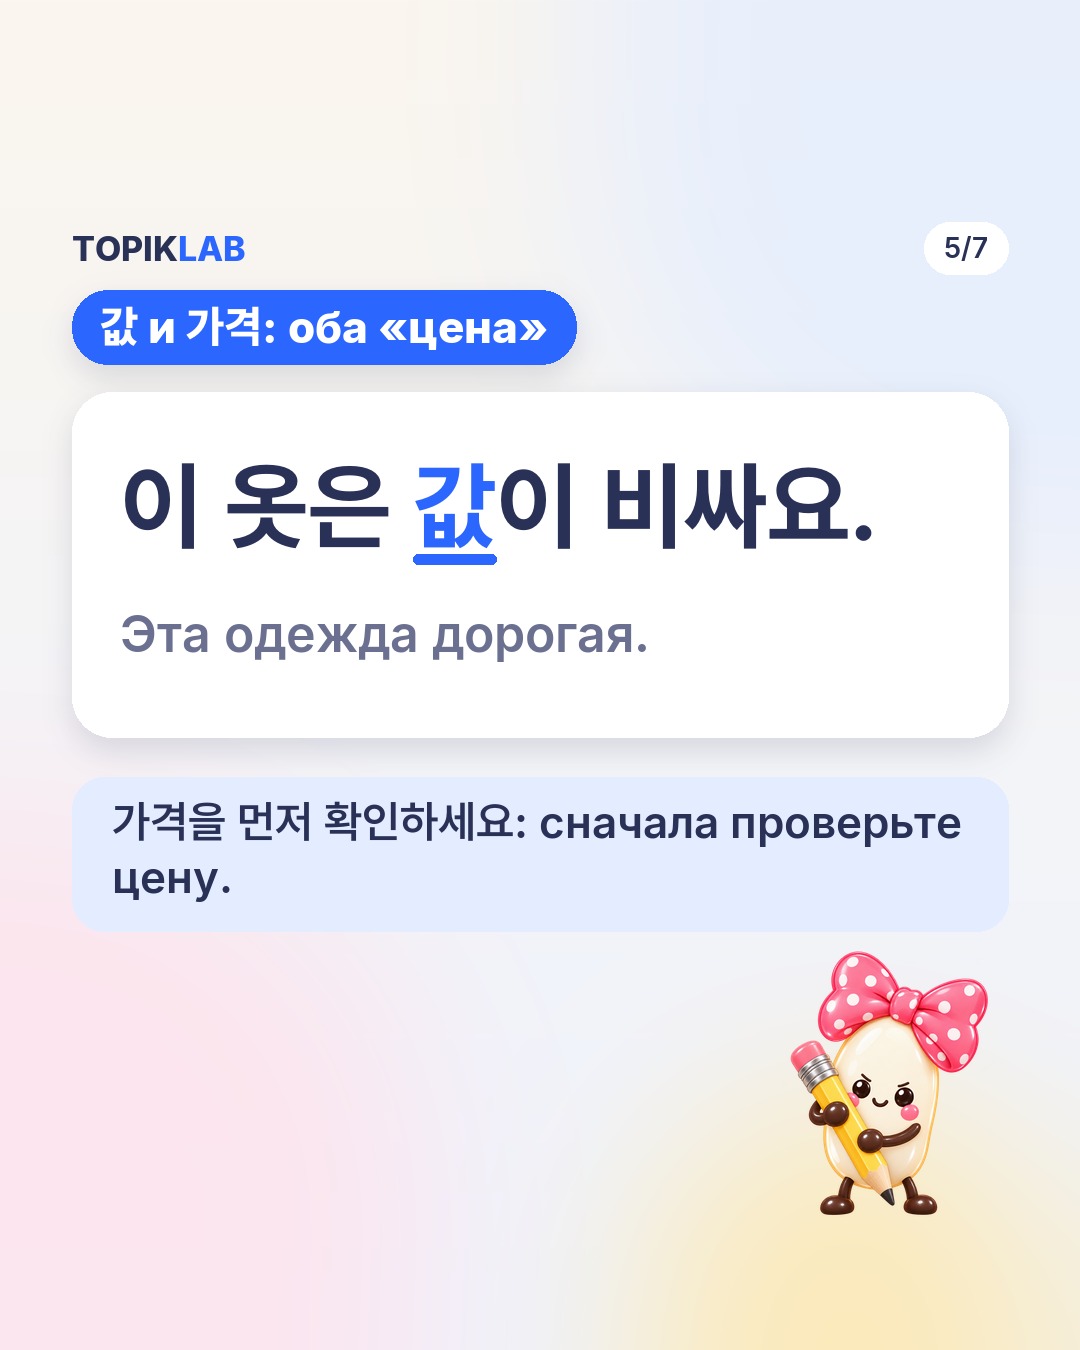 TOPIKLAB
5/7
값 и 가격: оба «цена»
이 옷은 값이 비싸요.
Эта одежда дорогая.
가격을 먼저 확인하세요: сначала проверьте
цену.